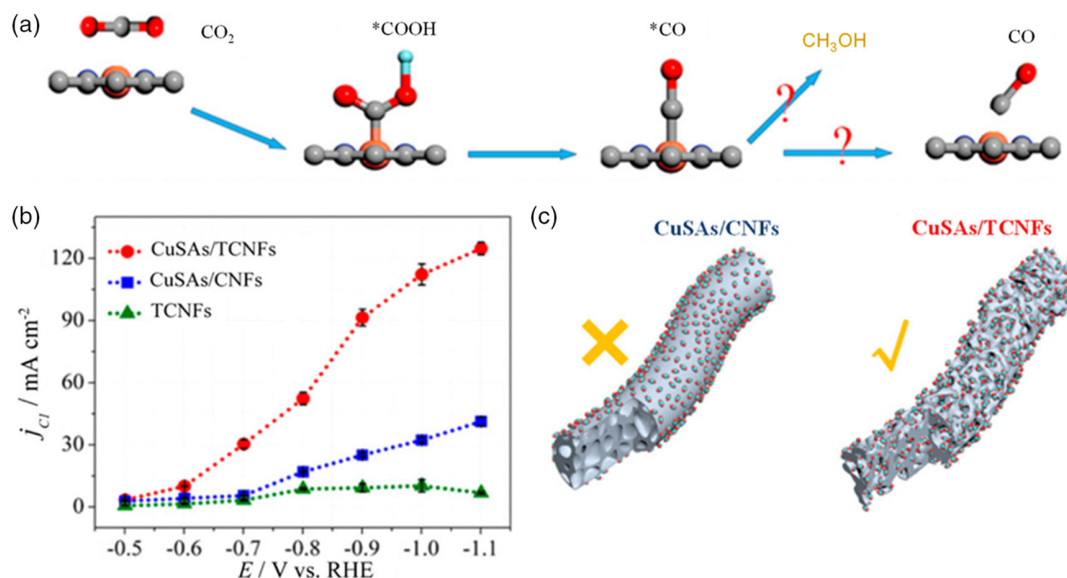 (a)
CO₂
*COOH
*CO
CH₃OH
CO
?
?
(b)
CuSAs/TCNFs
CuSAs/CNFs
TCNFs
j_C1 / mA cm⁻²
120
90
60
30
0
-0.5 -0.6 -0.7 -0.8 -0.9 -1.0 -1.1
E / V vs. RHE
(c)
CuSAs/CNFs
CuSAs/TCNFs